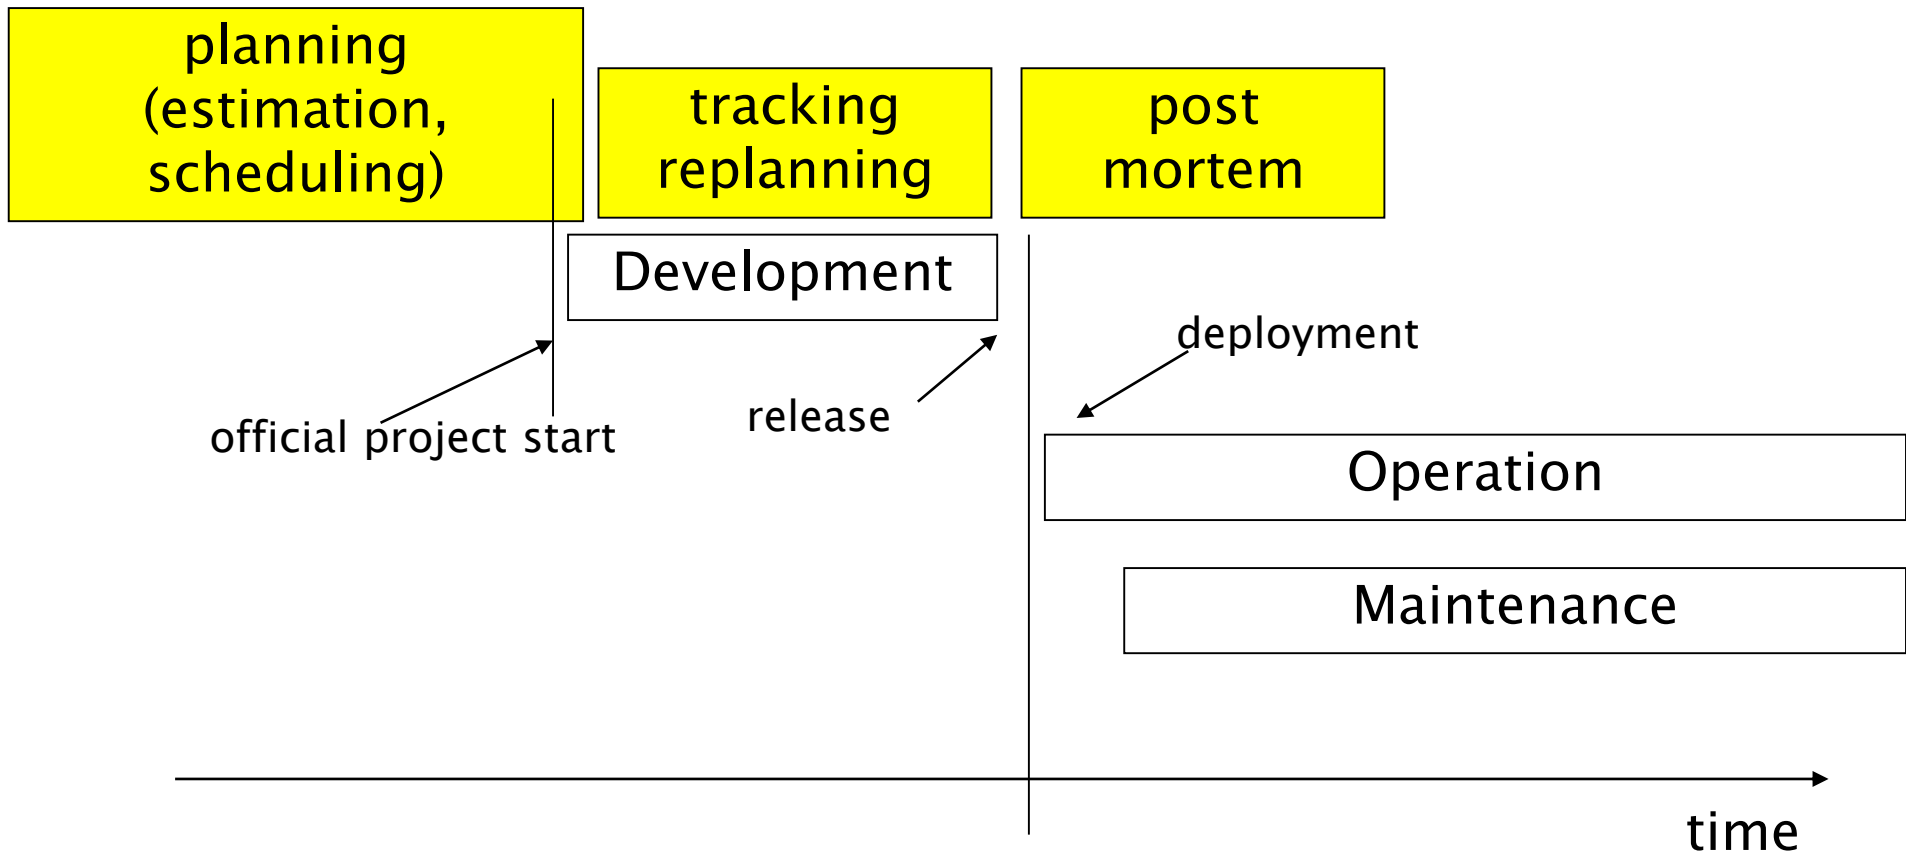 planning
(estimation,
scheduling)
tracking
replanning
post
mortem
Development
deployment
release
official project start
Operation
Maintenance
time